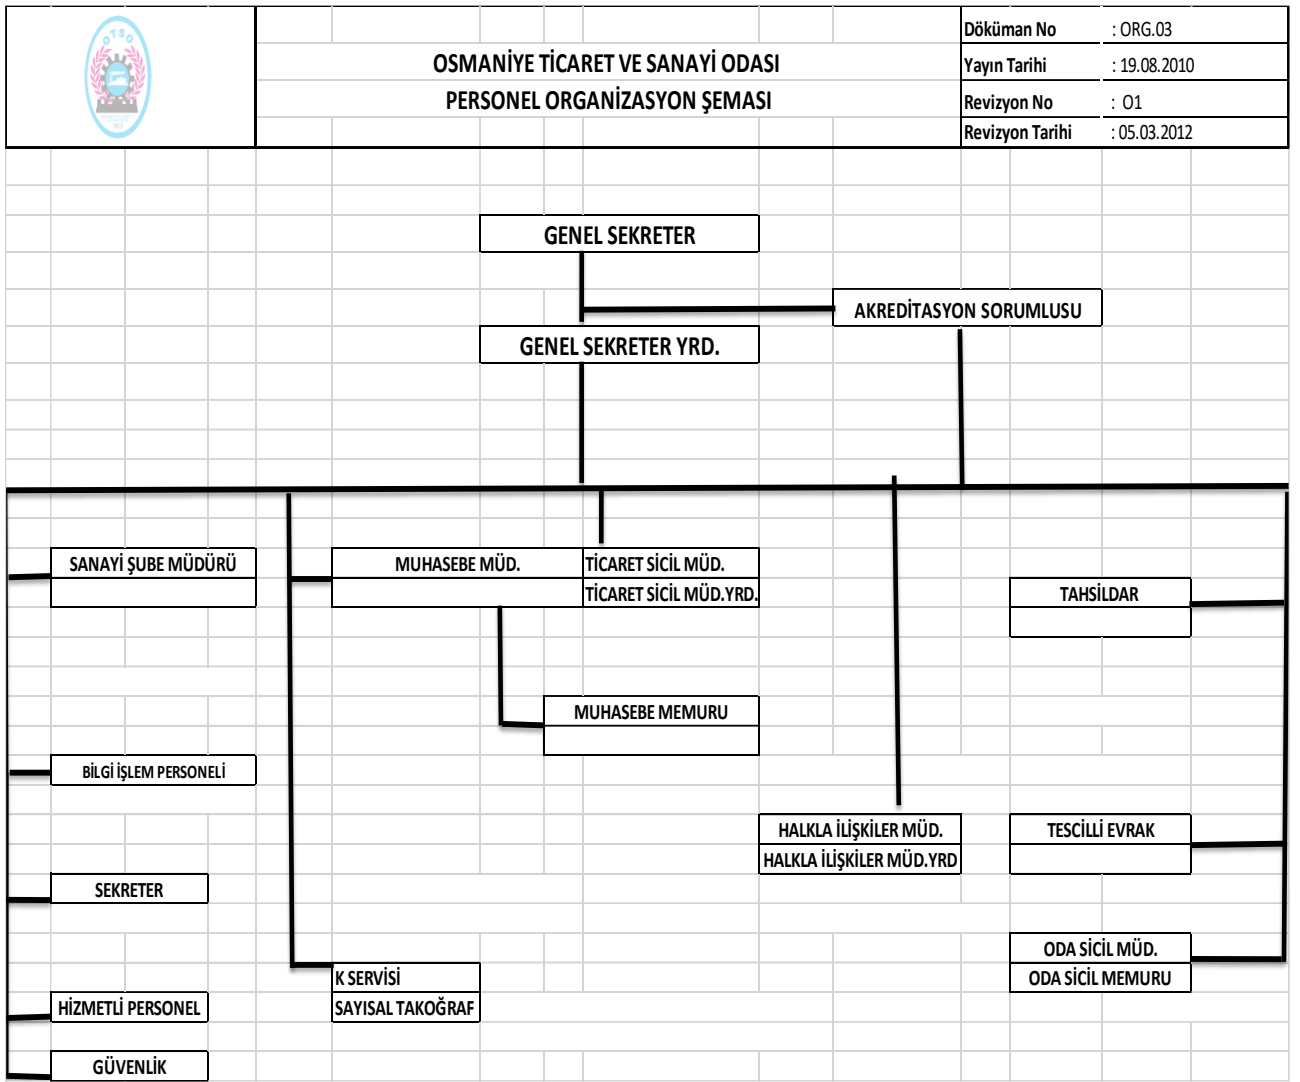 OTSO
Döküman No : ORG.03
OSMANİYE TİCARET VE SANAYİ ODASI
Yayın Tarihi : 19.08.2010
PERSONEL ORGANİZASYON ŞEMASI
Revizyon No : O1
Revizyon Tarihi : 05.03.2012
GENEL SEKRETER
AKREDİTASYON SORUMLUSU
GENEL SEKRETER YRD.
SANAYİ ŞUBE MÜDÜRÜ
MUHASEBE MÜD.
TİCARET SİCİL MÜD.
TİCARET SİCİL MÜD.YRD.
TAHSİLDAR
MUHASEBE MEMURU
BİLGİ İŞLEM PERSONELİ
HALKLA İLİŞKİLER MÜD.
HALKLA İLİŞKİLER MÜD.YRD
TESCİLLİ EVRAK
SEKRETER
ODA SİCİL MÜD.
ODA SİCİL MEMURU
K SERVİSİ
SAYISAL TAKOĞRAF
HİZMETLİ PERSONEL
GÜVENLİK